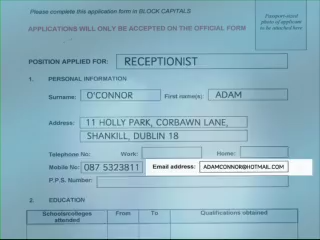 Please complete this application form in BLOCK CAPITALS
APPLICATIONS WILL ONLY BE ACCEPTED ON THE OFFICIAL FORM
Passport-sized
photo of applicant
to be attached here
POSITION APPLIED FOR: RECEPTIONIST
1. PERSONAL INFORMATION
Surname: O'CONNOR First name(s): ADAM
Address: 11 HOLLY PARK, CORBAWN LANE,
SHANKILL, DUBLIN 18
Telephone No: Work: Home:
Mobile No: 087 5323811 Email address: ADAMCONNOR@HOTMAIL.COM
P.P.S. Number:
2. EDUCATION
Schools/colleges attended From To Qualifications obtained